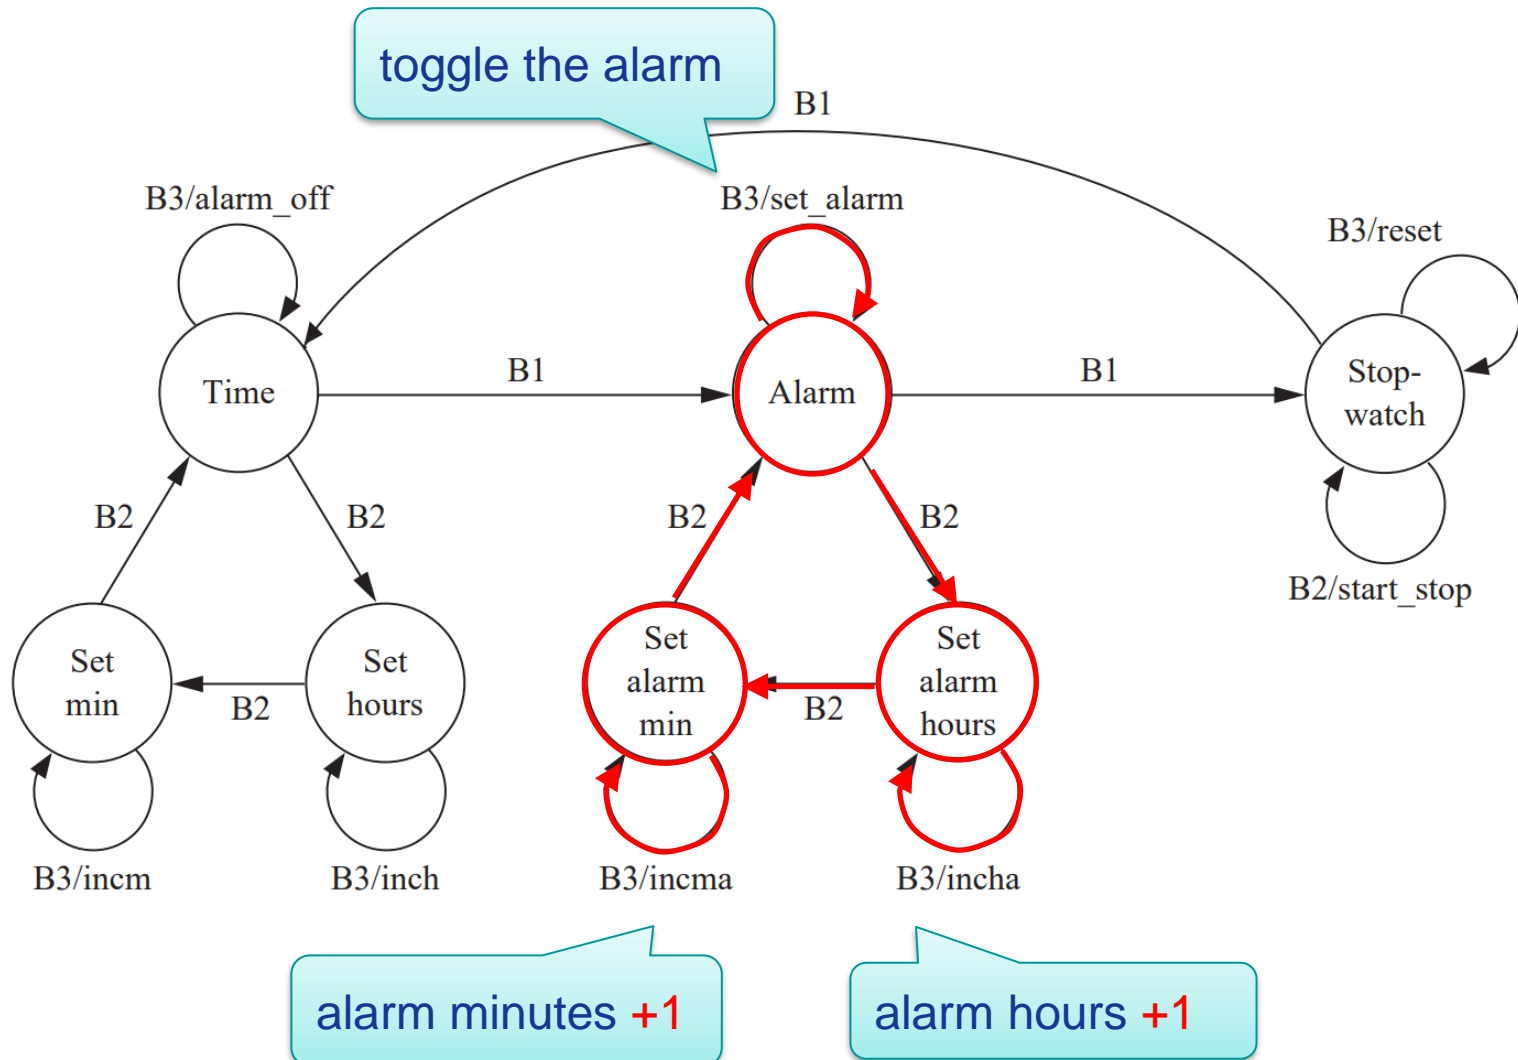 toggle the alarm
B1
B3/alarm_off
B3/set_alarm
B3/reset
Time
B1
Alarm
B1
Stop-
watch
B2
B2
B2
B2
B2/start_stop
Set
min
B2
Set
hours
Set
alarm
min
B2
Set
alarm
hours
B3/incm
B3/inch
B3/incma
B3/incha
alarm minutes +1
alarm hours +1